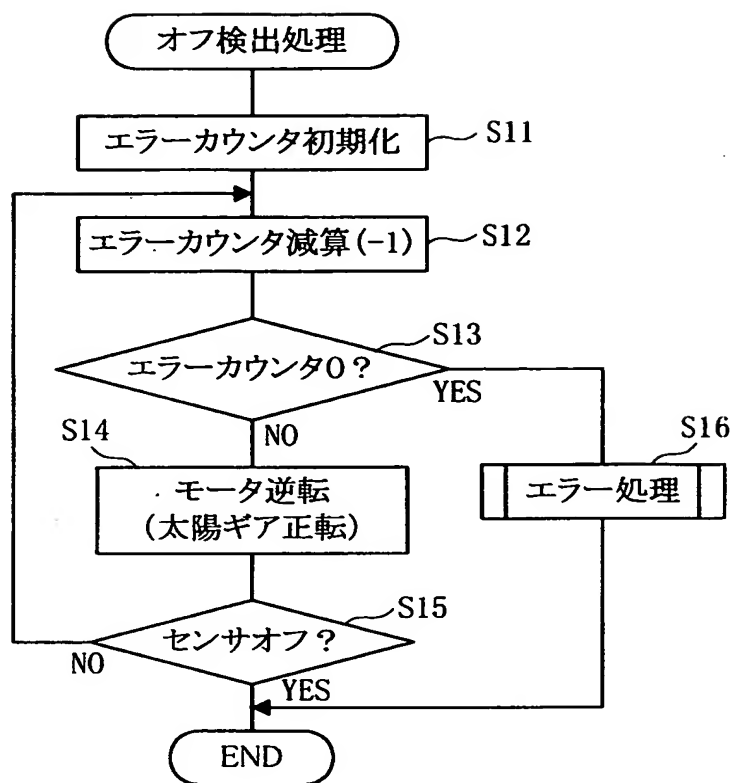 オフ検出処理
エラーカウンタ初期化
S11
エラーカウンタ減算(-1)
S12
エラーカウンタ0?
S13
YES
NO
S14
モータ逆転
(太陽ギア正転)
S16
エラー処理
センサオフ?
S15
NO
YES
END